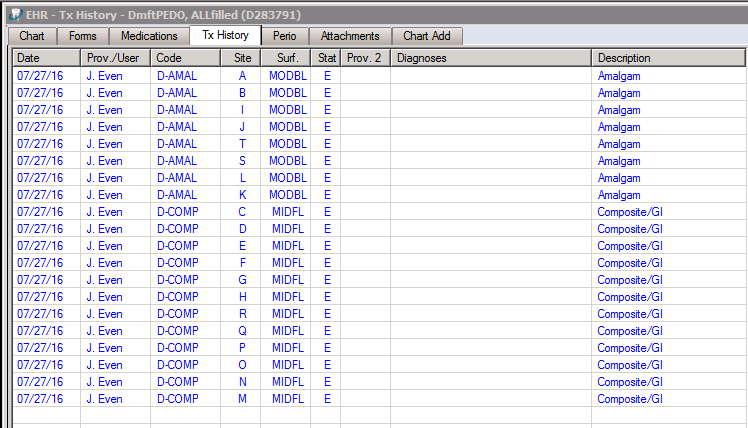 EHR - Tx History - DmftPEDO, ALLfilled (D283791)
Chart Forms Medications Tx History Perio Attachments Chart Add
Date Prov./User Code Site Surf. Stat Prov. 2 Diagnoses Description
07/27/16 J. Even D-AMAL A MODBL E Amalgam
07/27/16 J. Even D-AMAL B MODBL E Amalgam
07/27/16 J. Even D-AMAL I MODBL E Amalgam
07/27/16 J. Even D-AMAL J MODBL E Amalgam
07/27/16 J. Even D-AMAL T MODBL E Amalgam
07/27/16 J. Even D-AMAL S MODBL E Amalgam
07/27/16 J. Even D-AMAL L MODBL E Amalgam
07/27/16 J. Even D-AMAL K MODBL E Amalgam
07/27/16 J. Even D-COMP C MIDFL E Composite/GI
07/27/16 J. Even D-COMP D MIDFL E Composite/GI
07/27/16 J. Even D-COMP E MIDFL E Composite/GI
07/27/16 J. Even D-COMP F MIDFL E Composite/GI
07/27/16 J. Even D-COMP G MIDFL E Composite/GI
07/27/16 J. Even D-COMP H MIDFL E Composite/GI
07/27/16 J. Even D-COMP R MIDFL E Composite/GI
07/27/16 J. Even D-COMP Q MIDFL E Composite/GI
07/27/16 J. Even D-COMP P MIDFL E Composite/GI
07/27/16 J. Even D-COMP O MIDFL E Composite/GI
07/27/16 J. Even D-COMP N MIDFL E Composite/GI
07/27/16 J. Even D-COMP M MIDFL E Composite/GI